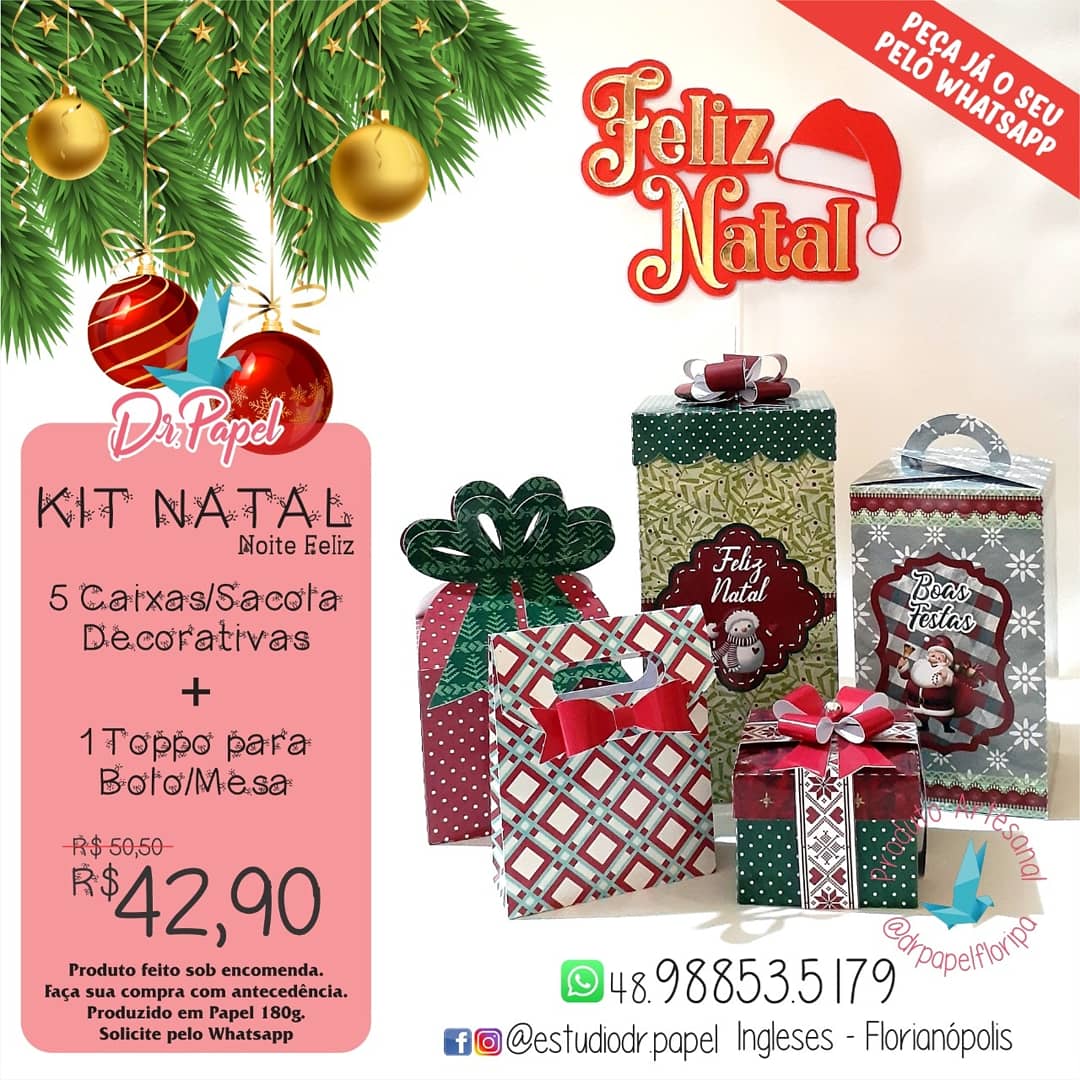 PEÇA JÁ O SEU
PELO WHATSAPP
Feliz
Natal
Dr. Papel
KIT NATAL
Noite Feliz
5 Caixas/Sacola
Decorativas
+
1 Toppo para
Bolo/Mesa
R$ 50,50
R$ 42,90
Produto feito sob encomenda.
Faça sua compra com antecedência.
Produzido em Papel 180g.
Solicite pelo Whatsapp
Feliz
Natal
Boas
Festas
Produto Artesonal
@drpapelfloripa
48.98853.5179
@estudiodr.papel Ingleses - Florianópolis